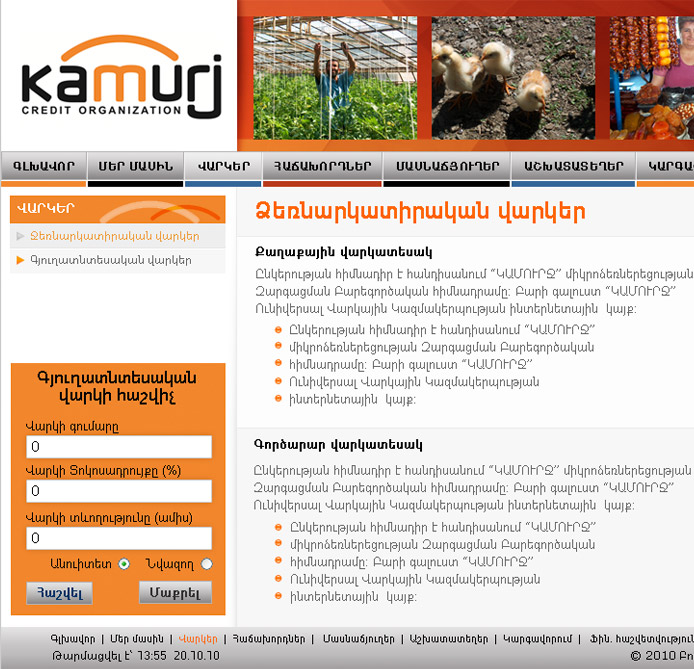 kamurj
CREDIT ORGANIZATION
ԳԼԽԱՎՈՐ ՄԵՐ ՄԱՍԻՆ ՎԱՐԿԵՐ ՀԱՃԱԽՈՐԴՆԵՐ ՄԱՍՆԱՃՅՈՒՂԵՐ ԱՇԽԱՏԱՏԵՂԵՐ ԿԱՐԳԱ
ՎԱՐԿԵՐ
Ձեռնարկատիրական վարկեր
Գյուղատնտեսական վարկեր
Գյուղատնտեսական
վարկի հաշվիչ
Վարկի գումարը
0
Վարկի Տոկոսադրույքը (%)
0
Վարկի տևողությունը (ամիս)
0
Անուիտետ Նվազող
Հաշվել Մաքրել
Ձեռնարկատիրական վարկեր
Քաղաքային վարկատեսակ
Ընկերության հիմնադիր է հանդիսանում “ԿԱՄՈՒՐՋ” միկրոձեռներեցության
Զարգացման Բարեգործական հիմնադրամը: Բարի գալուստ “ԿԱՄՈՒՐՋ”
Ունիվերսալ Վարկային Կազմակերպության ինտերնետային կայք:
Ընկերության հիմնադիր է հանդիսանում “ԿԱՄՈՒՐՋ”
միկրոձեռներեցության Զարգացման Բարեգործական
հիմնադրամը: Բարի գալուստ “ԿԱՄՈՒՐՋ”
Ունիվերսալ Վարկային Կազմակերպության
ինտերնետային կայք:
Գործարար վարկատեսակ
Ընկերության հիմնադիր է հանդիսանում “ԿԱՄՈՒՐՋ” միկրոձեռներեցության
Զարգացման Բարեգործական հիմնադրամը: Բարի գալուստ “ԿԱՄՈՒՐՋ”
Ունիվերսալ Վարկային Կազմակերպության ինտերնետային կայք:
Ընկերության հիմնադիր է հանդիսանում “ԿԱՄՈՒՐՋ”
միկրոձեռներեցության Զարգացման Բարեգործական
հիմնադրամը: Բարի գալուստ “ԿԱՄՈՒՐՋ”
Ունիվերսալ Վարկային Կազմակերպության
ինտերնետային կայք:
Գլխավոր | Մեր մասին | Վարկեր | Հաճախորդներ | Մասնաճյուղեր | Աշխատատեղեր | Կարգավորում | Ֆին. հաշվետվություն
Թարմացվել է՝ 13:55 20.10.10
© 2010 Բո